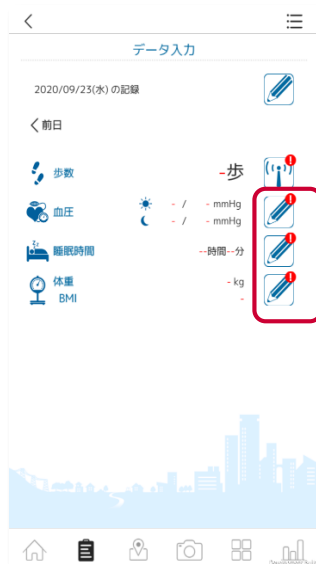 データ入力
2020/09/23(水) の記録
前日
歩数 -歩
血圧 - / - mmHg
- / - mmHg
睡眠時間 --時間--分
体重 - kg
BMI -